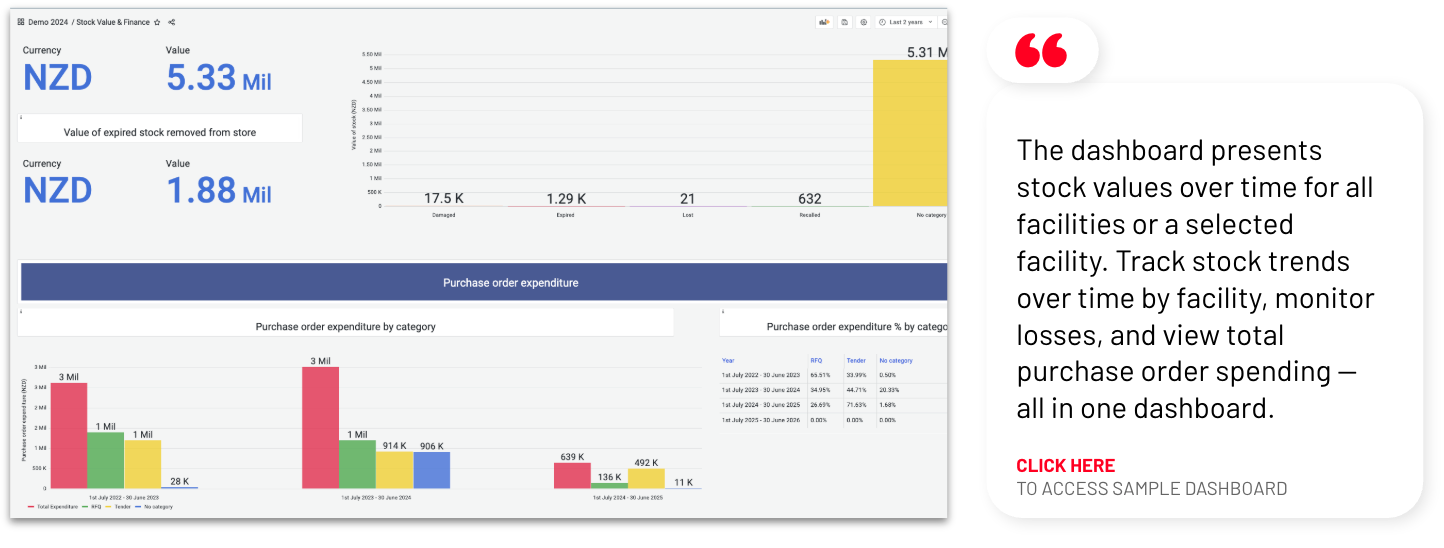 Demo 2024 / Stock Value & Finance
Last 2 years
Currency
Value
NZD
5.33 Mil
Value of expired stock removed from store
Currency
Value
NZD
1.88 Mil
Value of stock (NZD)
5.50 Mil
5 Mil
4.50 Mil
4 Mil
3.50 Mil
3 Mil
2.50 Mil
2 Mil
1.50 Mil
1 Mil
500 K
0
17.5 K
1.29 K
21
632
5.31 M
Damaged
Expired
Lost
Recalled
No category
Purchase order expenditure
Purchase order expenditure by category
Purchase order expenditure % by catego
Purchase order expenditure (NZD)
3 Mil
3 Mil
2 Mil
2 Mil
1 Mil
500 K
0
3 Mil
1 Mil
1 Mil
28 K
3 Mil
1 Mil
914 K
906 K
639 K
136 K
492 K
11 K
1st July 2022 - 30 June 2023
1st July 2023 - 30 June 2024
1st July 2024 - 30 June 2025
Total Expenditure RFQ Tender No category
Year RFQ Tender No category
1st July 2022 - 30 June 2023 65.51% 33.99% 0.50%
1st July 2023 - 30 June 2024 34.95% 44.71% 20.33%
1st July 2024 - 30 June 2025 26.69% 71.63% 1.68%
1st July 2025 - 30 June 2026 0.00% 0.00% 0.00%
“
The dashboard presents
stock values over time for all
facilities or a selected
facility. Track stock trends
over time by facility, monitor
losses, and view total
purchase order spending —
all in one dashboard.
CLICK HERE
TO ACCESS SAMPLE DASHBOARD